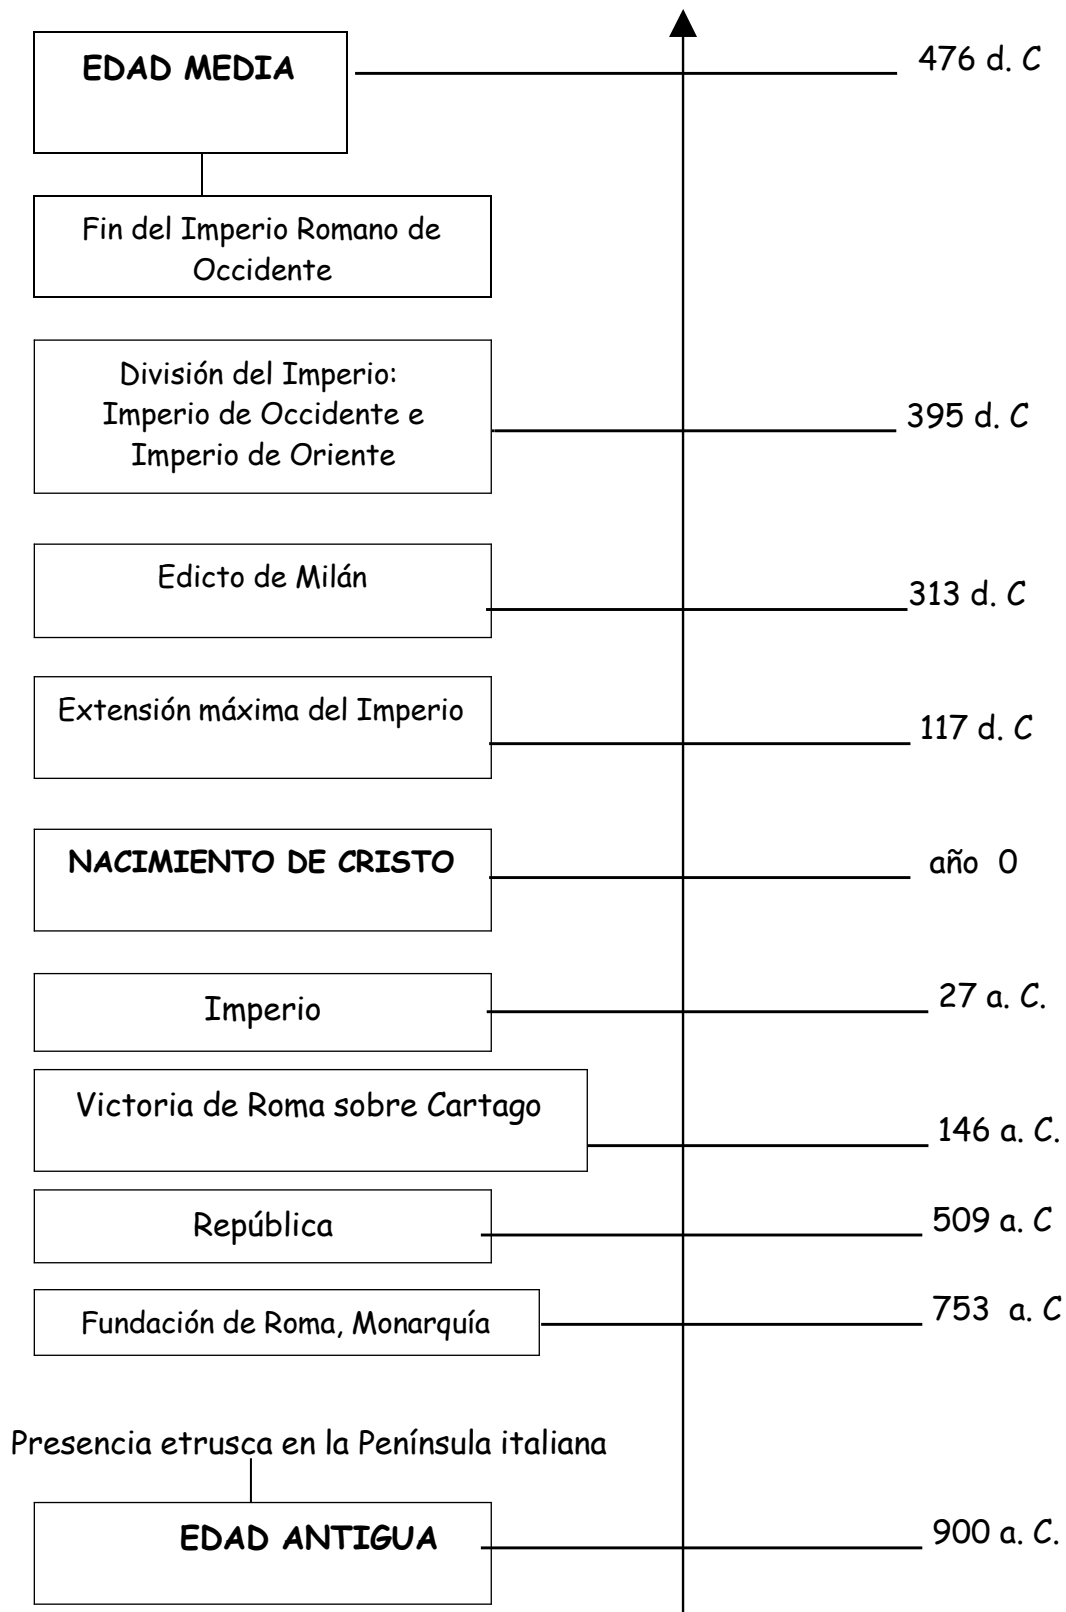 EDAD MEDIA
476 d. C
Fin del Imperio Romano de
Occidente
División del Imperio:
Imperio de Occidente e
Imperio de Oriente
395 d. C
Edicto de Milán
313 d. C
Extensión máxima del Imperio
117 d. C
NACIMIENTO DE CRISTO
año 0
Imperio
27 a. C.
Victoria de Roma sobre Cartago
146 a. C.
República
509 a. C
Fundación de Roma, Monarquía
753 a. C
Presencia etrusca en la Península italiana
EDAD ANTIGUA
900 a. C.